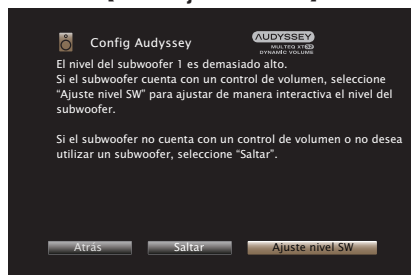 Config Audyssey
AUDYSSEY
MULTEQ XT32
DYNAMIC VOLUME
El nivel del subwoofer 1 es demasiado alto.
Si el subwoofer cuenta con un control de volumen, seleccione
“Ajuste nivel SW” para ajustar de manera interactiva el nivel del
subwoofer.
Si el subwoofer no cuenta con un control de volumen o no desea
utilizar un subwoofer, seleccione “Saltar”.
Atrás
Saltar
Ajuste nivel SW